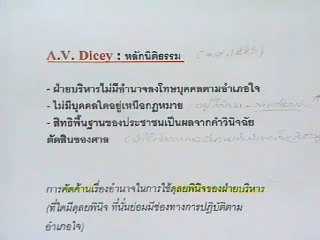 A.V. Dicey : หลักนิติธรรม (ค.ศ. 1885)
- ฝ่ายบริหารไม่มีอำนาจลงโทษบุคคลตามอำเภอใจ
- ไม่มีบุคคลใดอยู่เหนือกฎหมาย
- สิทธิพื้นฐานของประชาชนเป็นผลจากคำวินิจฉัย
ตัดสินของศาล
การคัดค้านเรื่องอำนาจในการใช้ดุลยพินิจของฝ่ายบริหาร
(ที่ใดมีดุลยพินิจ ที่นั่นย่อมมีช่องทางการปฏิบัติตาม
อำเภอใจ)